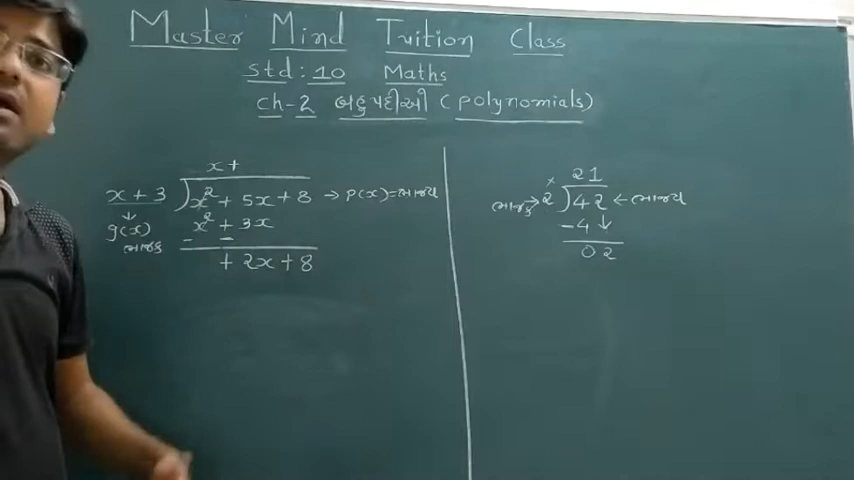 Master Mind Tuition Class
std : 10 Maths
ch-2 બહુપદીઓ (polynomials)
x +
x + 3 ) x² + 5x + 8 → p(x) = ભાજ્ય
↓
g(x)
ભાજક
x² + 3x
- -
+ 2x + 8
21
ભાજક → 2 ) 42 ← ભાજ્ય
×
-4 ↓
02